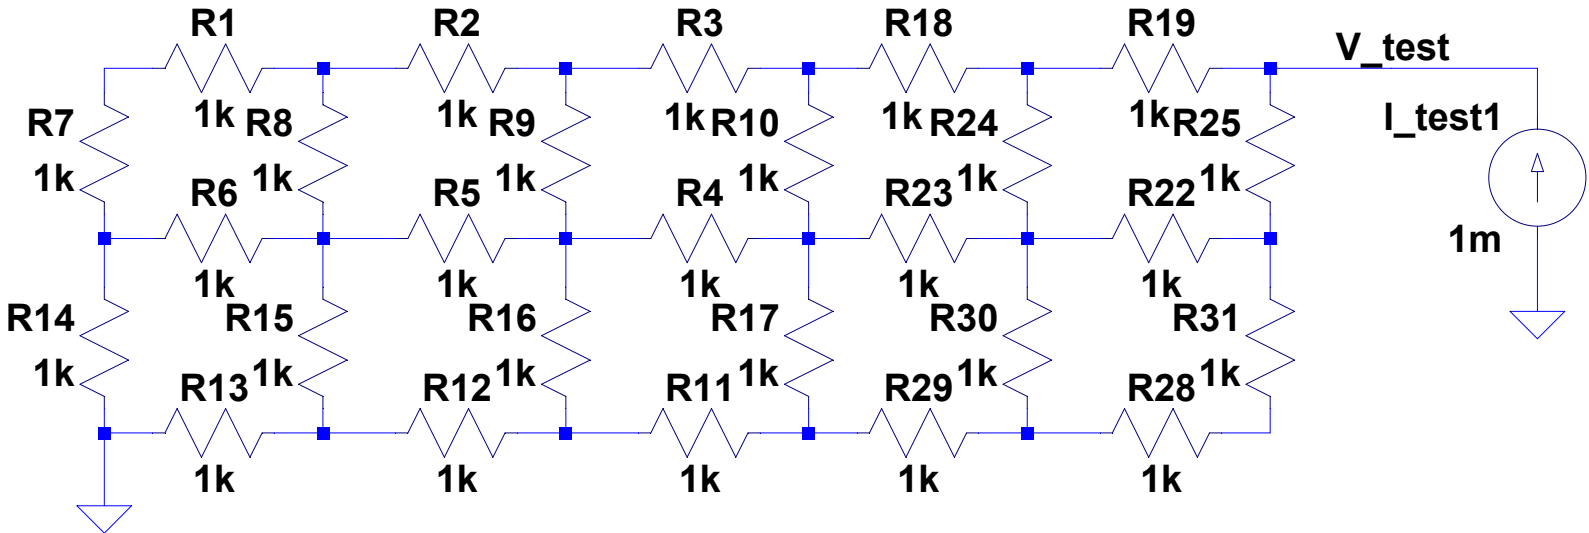 R1 R2 R3 R18 R19
V_test
1k 1k 1k 1k 1k
R7 R8 R9 R10 R24 R25 I_test1
1k 1k 1k 1k 1k 1k
R6 R5 R4 R23 R22
1m
1k 1k 1k 1k 1k
R14 R15 R16 R17 R30 R31
1k 1k 1k 1k 1k 1k
R13 R12 R11 R29 R28
1k 1k 1k 1k 1k